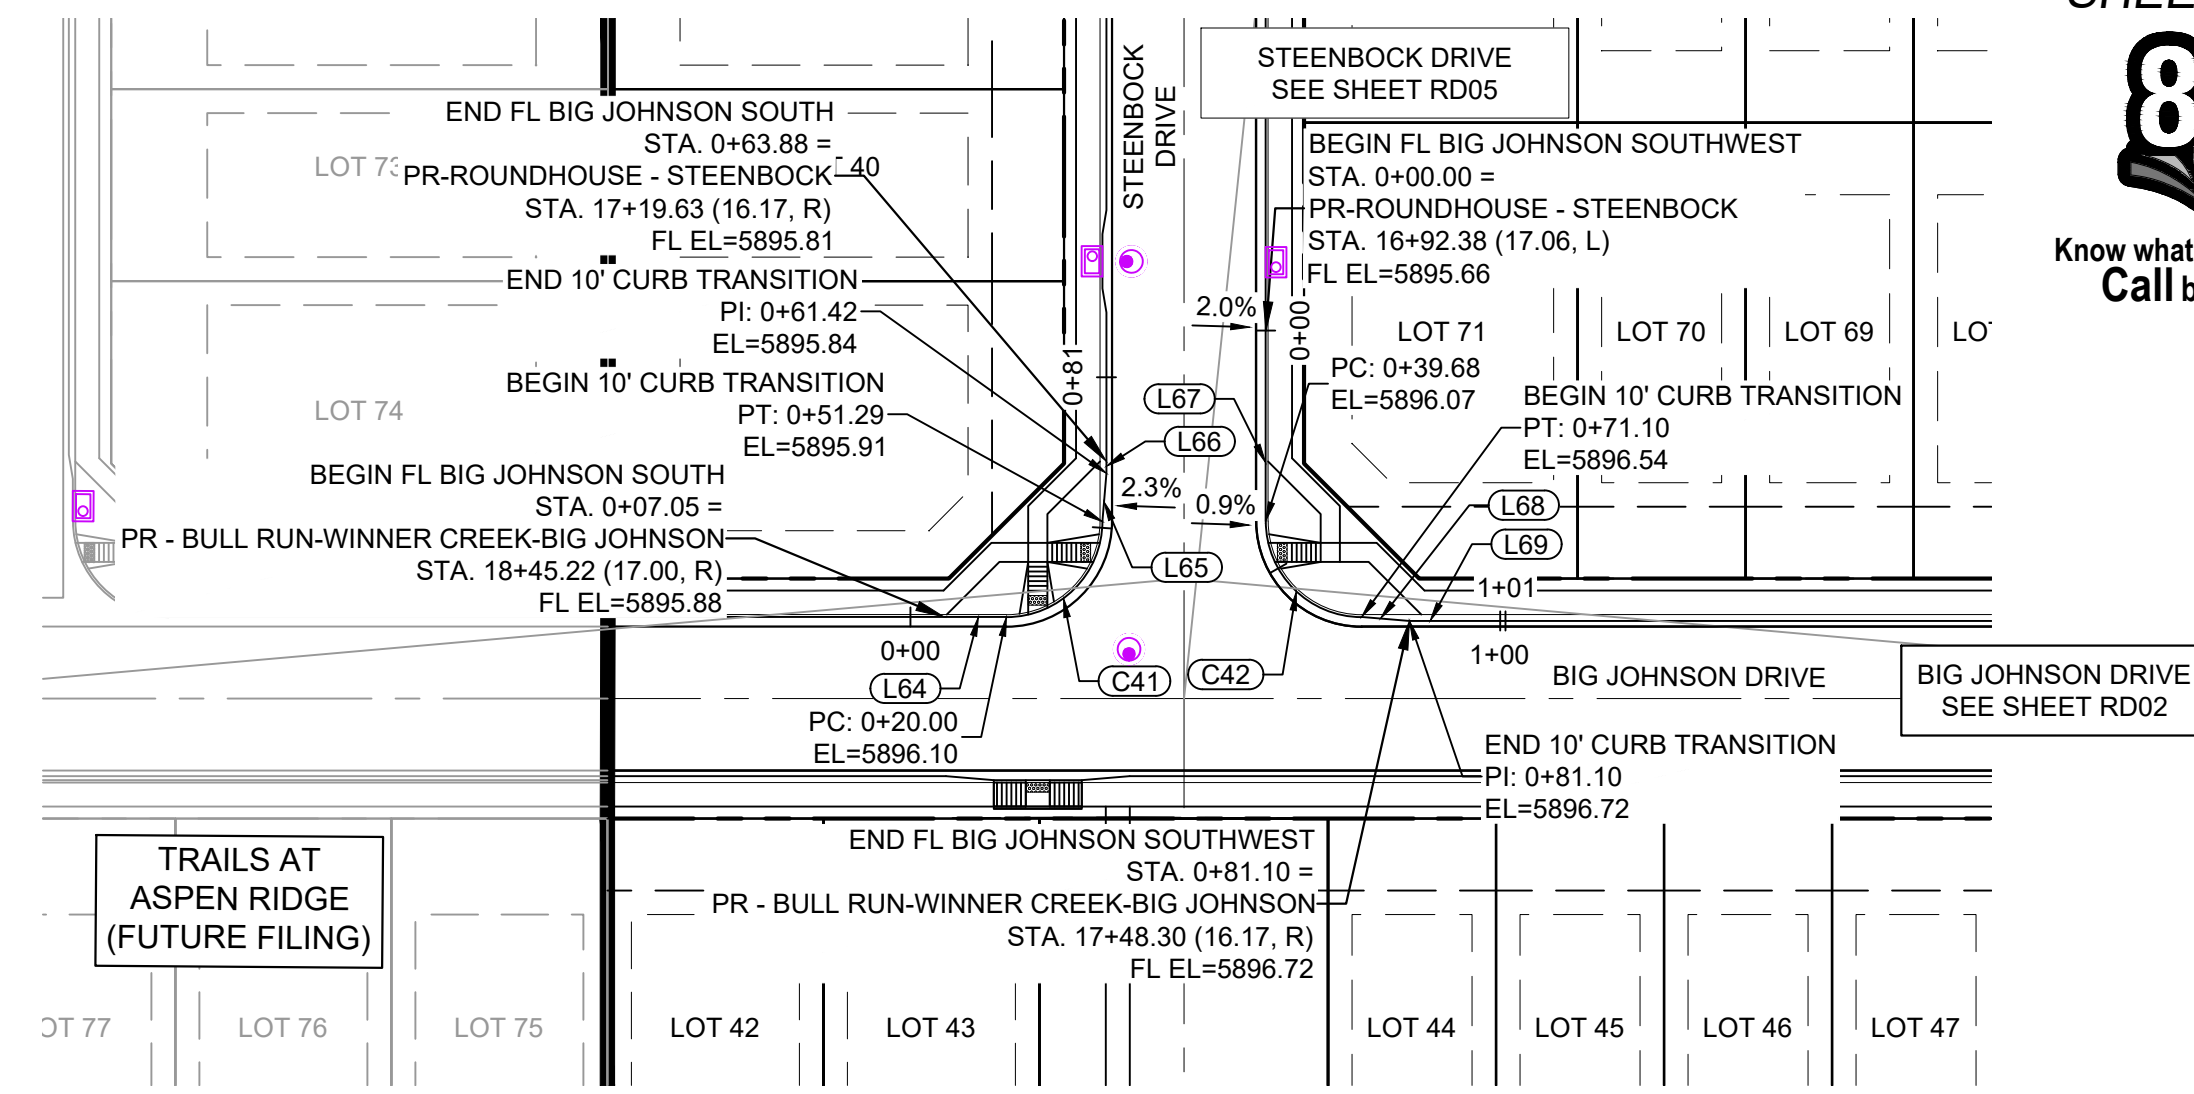 STEENBOCK
DRIVE
STEENBOCK DRIVE
SEE SHEET RD05
END FL BIG JOHNSON SOUTH
STA. 0+63.88 =
PR-ROUNDHOUSE - STEENBOCK
STA. 17+19.63 (16.17, R)
FL EL=5895.81
40
LOT 73
BEGIN FL BIG JOHNSON SOUTHWEST
STA. 0+00.00 =
PR-ROUNDHOUSE - STEENBOCK
STA. 16+92.38 (17.06, L)
FL EL=5895.66
8
Know what
Call b
END 10' CURB TRANSITION
PI: 0+61.42
EL=5895.84
2.0%
0+00
LOT 71
LOT 70
LOT 69
BEGIN 10' CURB TRANSITION
PT: 0+51.29
EL=5895.91
0+81
LOT 74
PC: 0+39.68
EL=5896.07
BEGIN 10' CURB TRANSITION
PT: 0+71.10
EL=5896.54
L67
L66
2.3%
0.9%
L68
L69
L65
BEGIN FL BIG JOHNSON SOUTH
STA. 0+07.05 =
PR - BULL RUN-WINNER CREEK-BIG JOHNSON
STA. 18+45.22 (17.00, R)
FL EL=5895.88
1+01
0+00
1+00
L64
C41
C42
BIG JOHNSON DRIVE
BIG JOHNSON DRIVE
SEE SHEET RD02
PC: 0+20.00
EL=5896.10
END 10' CURB TRANSITION
PI: 0+81.10
EL=5896.72
END FL BIG JOHNSON SOUTHWEST
STA. 0+81.10 =
PR - BULL RUN-WINNER CREEK-BIG JOHNSON
STA. 17+48.30 (16.17, R)
FL EL=5896.72
TRAILS AT
ASPEN RIDGE
(FUTURE FILING)
OT 77
LOT 76
LOT 75
LOT 42
LOT 43
LOT 44
LOT 45
LOT 46
LOT 47